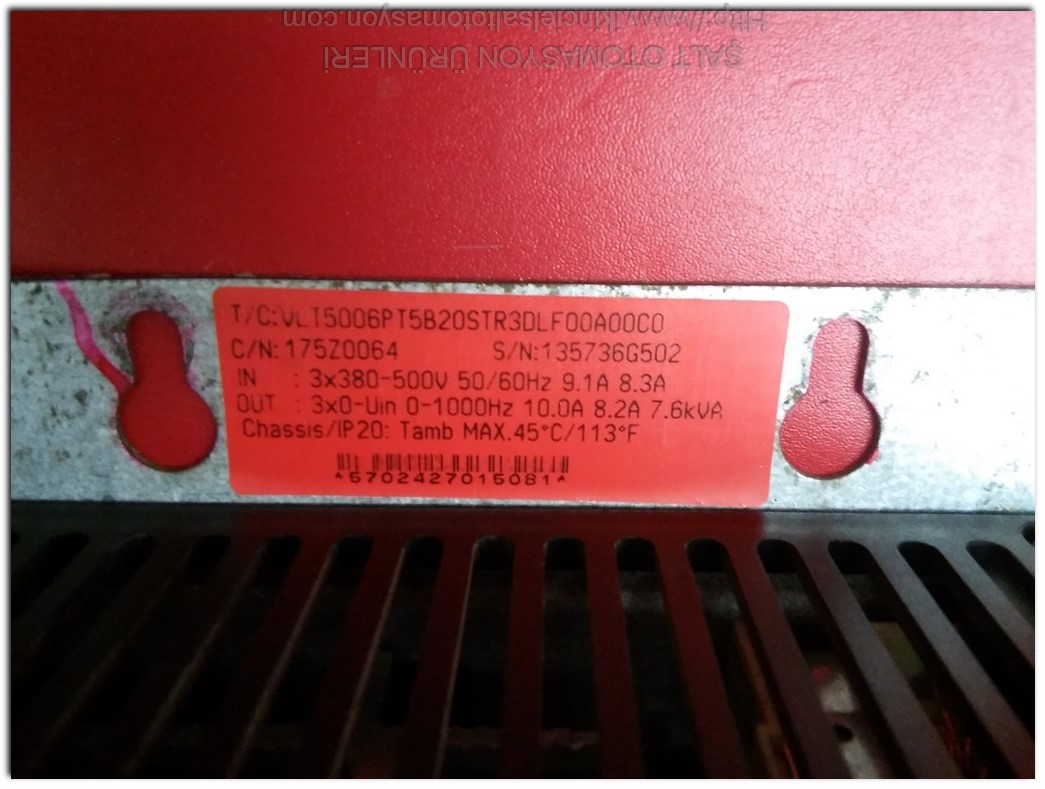 http://www.ikincielsaltotomasyon.com
ŞALT OTOMASYON ÜRÜNLERİ
T/C:VLT5006PT5B20STR3DLF00A00C0
C/N: 175Z0064 S/N:135736G502
IN : 3x380-500V 50/60Hz 9.1A 8.3A
OUT : 3x0-Uin 0-1000Hz 10.0A 8.2A 7.6kVA
Chassis/IP20: Tamb MAX.45°C/113°F
*5702427015081*